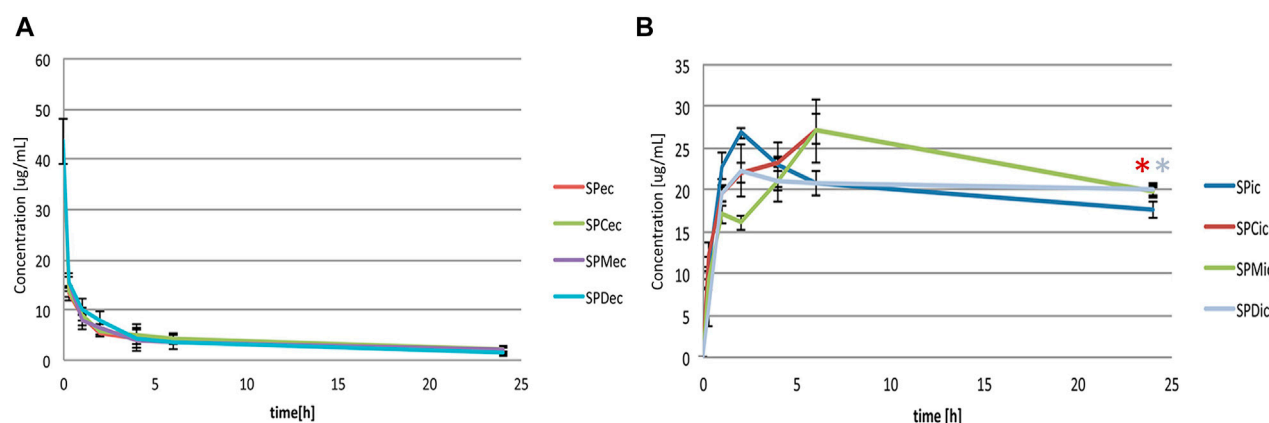 A
60
50
40
30
20
10
0
Concentration [ug/mL]
0 5 10 15 20 25
time[h]
SPec
SPCec
SPMec
SPDec
B
35
30
25
20
15
10
5
0
Concentration [ug/mL]
* *
0 5 10 15 20 25
time [h]
SPic
SPCic
SPMic
SPDic